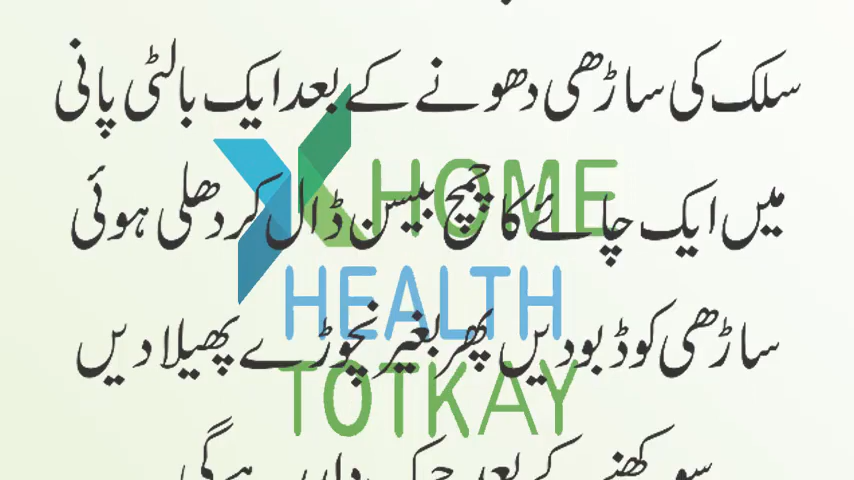 سلک کی ساڑھی دھونے کے بعد ایک بالٹی پانی
میں ایک چائے کا چمچ بیسن ڈال کر دھلی ہوئی
ساڑھی کو ڈبو دیں پھر بغیر نچوڑے پھیلا دیں
HOME
HEALTH
TOTKAY